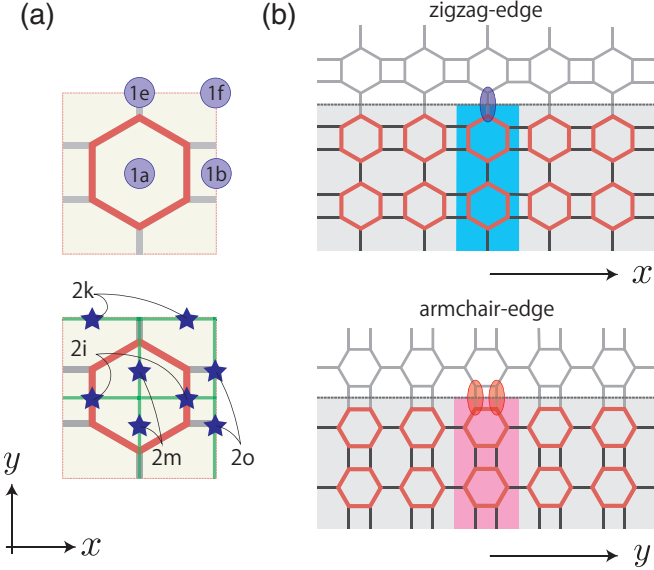 (a)
1e
1f
1a
1b
2k
2i
2m
2o
y
x
(b)
zigzag-edge
x
armchair-edge
y